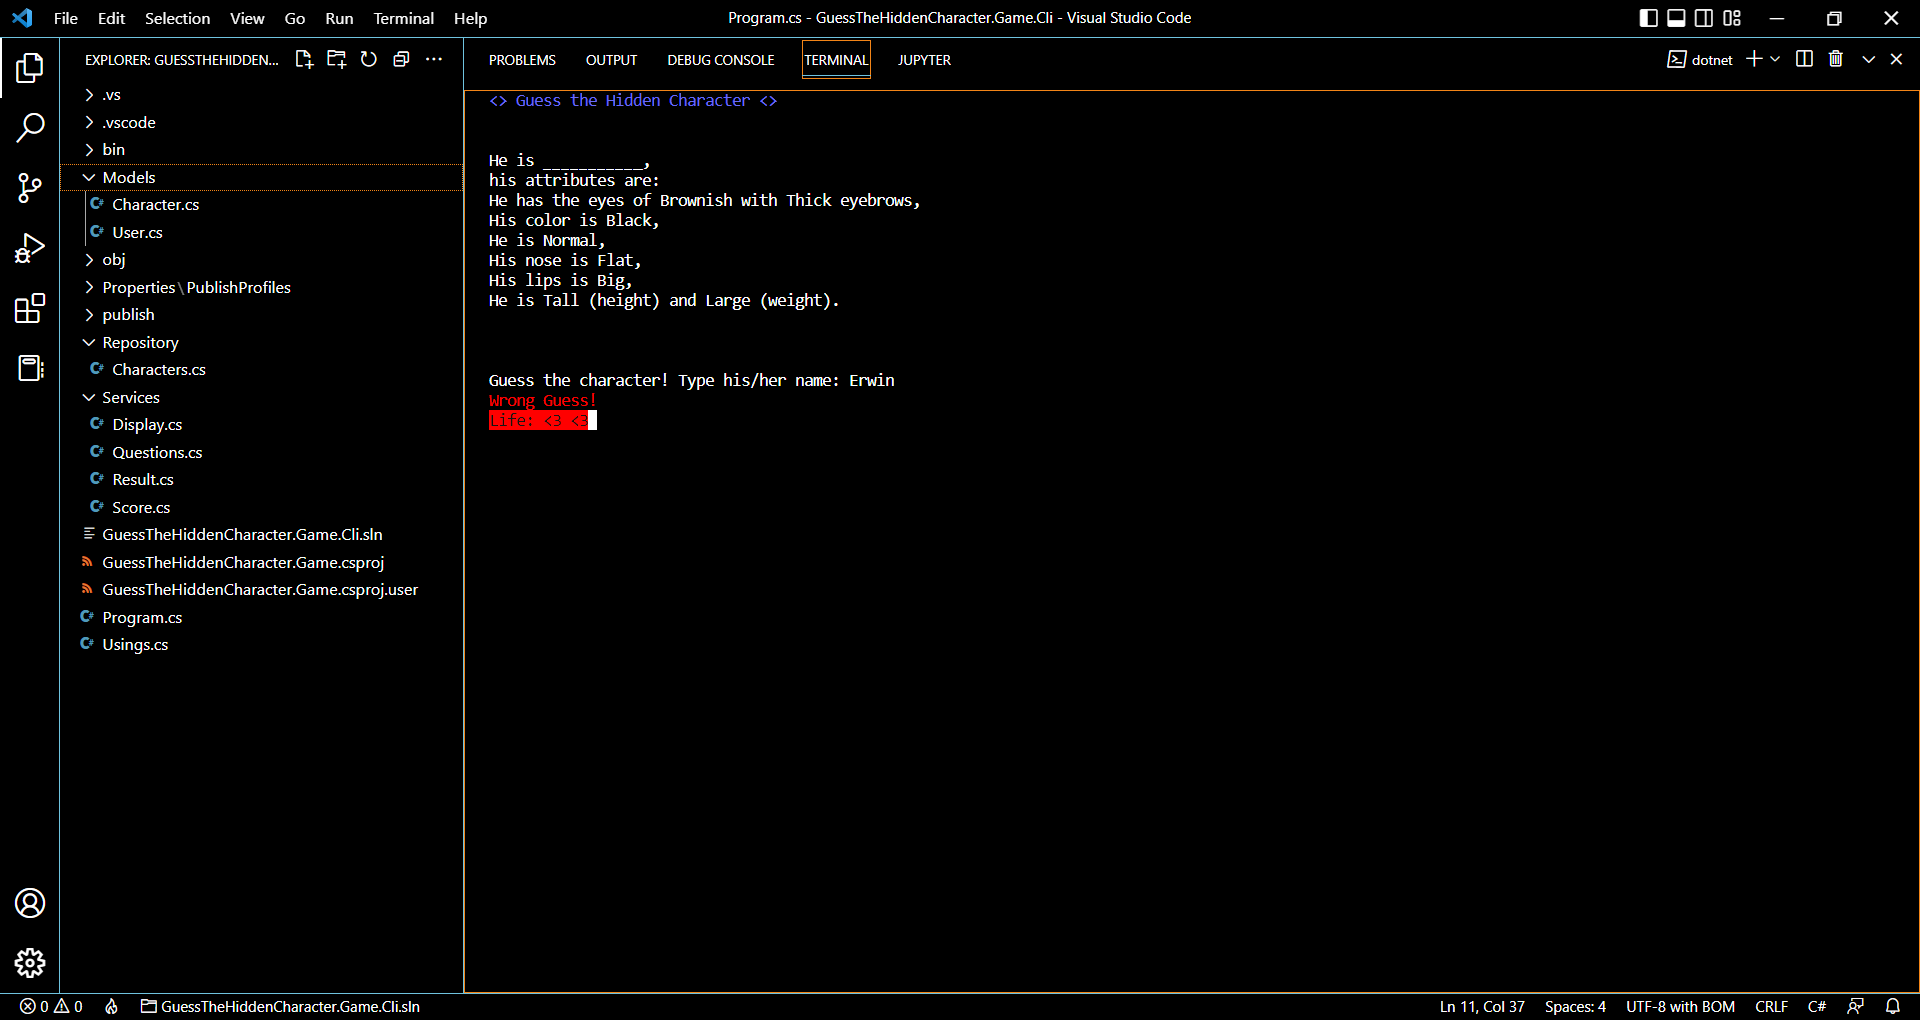 File Edit Selection View Go Run Terminal Help
Program.cs - GuessTheHiddenCharacter.Game.Cli - Visual Studio Code
EXPLORER: GUESSTHEHIDDEN...
.vs
.vscode
bin
Models
C# Character.cs
C# User.cs
obj
Properties\PublishProfiles
publish
Repository
C# Characters.cs
Services
C# Display.cs
C# Questions.cs
C# Result.cs
C# Score.cs
GuessTheHiddenCharacter.Game.Cli.sln
GuessTheHiddenCharacter.Game.csproj
GuessTheHiddenCharacter.Game.csproj.user
C# Program.cs
C# Usings.cs
PROBLEMS OUTPUT DEBUG CONSOLE TERMINAL JUPYTER
dotnet
<> Guess the Hidden Character <>
He is ___________,
his attributes are:
He has the eyes of Brownish with Thick eyebrows,
His color is Black,
He is Normal,
His nose is Flat,
His lips is Big,
He is Tall (height) and Large (weight).
Guess the character! Type his/her name: Erwin
Wrong Guess!
Life: <3 <3
0 0 GuessTheHiddenCharacter.Game.Cli.sln
Ln 11, Col 37 Spaces: 4 UTF-8 with BOM CRLF C#